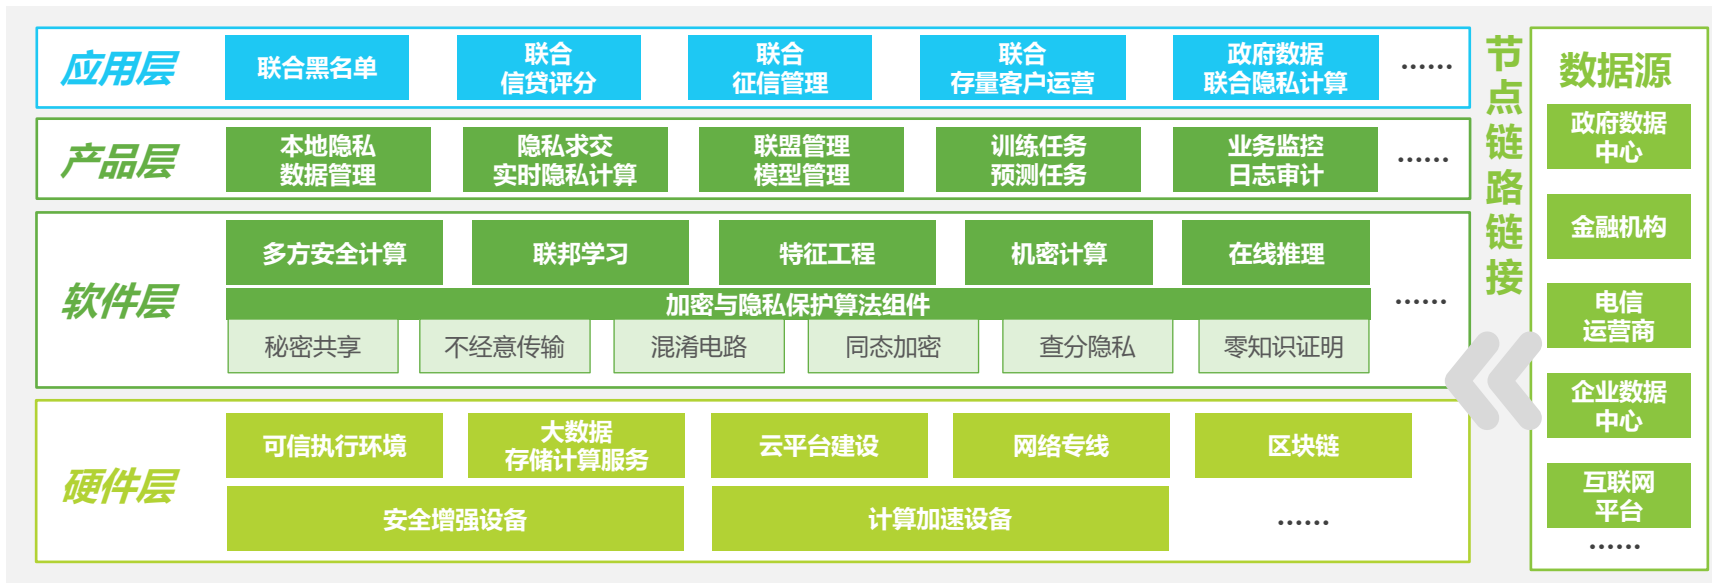 应用层
联合黑名单
联合
信贷评分
联合
征信管理
联合
存量客户运营
政府数据
联合隐私计算
……
产品层
本地隐私
数据管理
隐私求交
实时隐私计算
联盟管理
模型管理
训练任务
预测任务
业务监控
日志审计
……
软件层
多方安全计算
联邦学习
特征工程
机密计算
在线推理
加密与隐私保护算法组件
……
秘密共享
不经意传输
混淆电路
同态加密
查分隐私
零知识证明
硬件层
可信执行环境
大数据
存储计算服务
云平台建设
网络专线
区块链
安全增强设备
计算加速设备
……
节点链路链接
数据源
政府数据
中心
金融机构
电信
运营商
企业数据
中心
互联网
平台
……